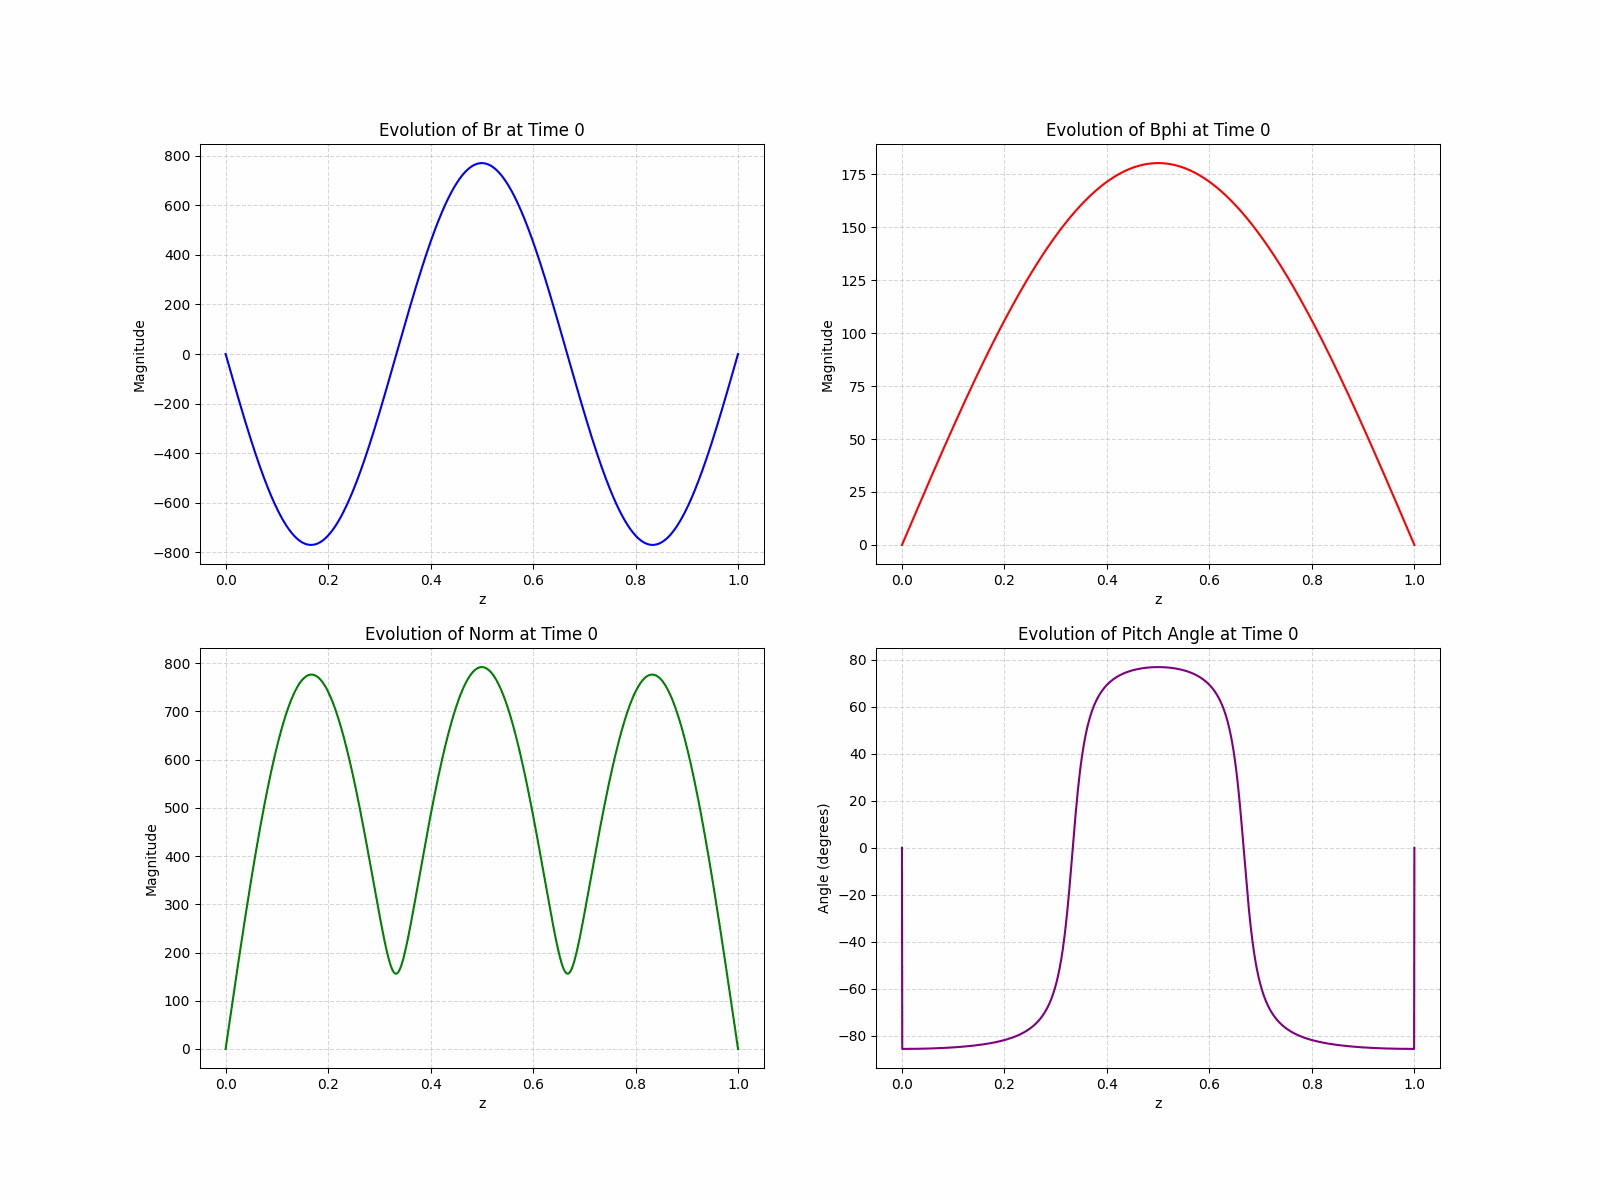 Evolution of Br at Time 0
Magnitude
800
600
400
200
0
−200
−400
−600
−800
0.0 0.2 0.4 0.6 0.8 1.0
z
Evolution of Bphi at Time 0
Magnitude
175
150
125
100
75
50
25
0
0.0 0.2 0.4 0.6 0.8 1.0
z
Evolution of Norm at Time 0
Magnitude
800
700
600
500
400
300
200
100
0
0.0 0.2 0.4 0.6 0.8 1.0
z
Evolution of Pitch Angle at Time 0
Angle (degrees)
80
60
40
20
0
−20
−40
−60
−80
0.0 0.2 0.4 0.6 0.8 1.0
z